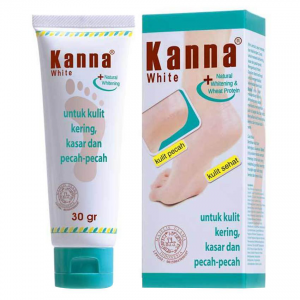 Kanna®
White
+ Natural
Whitening
untuk kulit
kering,
kasar dan
pecah-pecah
30 gr
Kanna®
White
+ Natural
Whitening &
Wheat Protein
kulit pecah
kulit sehat
untuk kulit
kering,
kasar dan
pecah-pecah